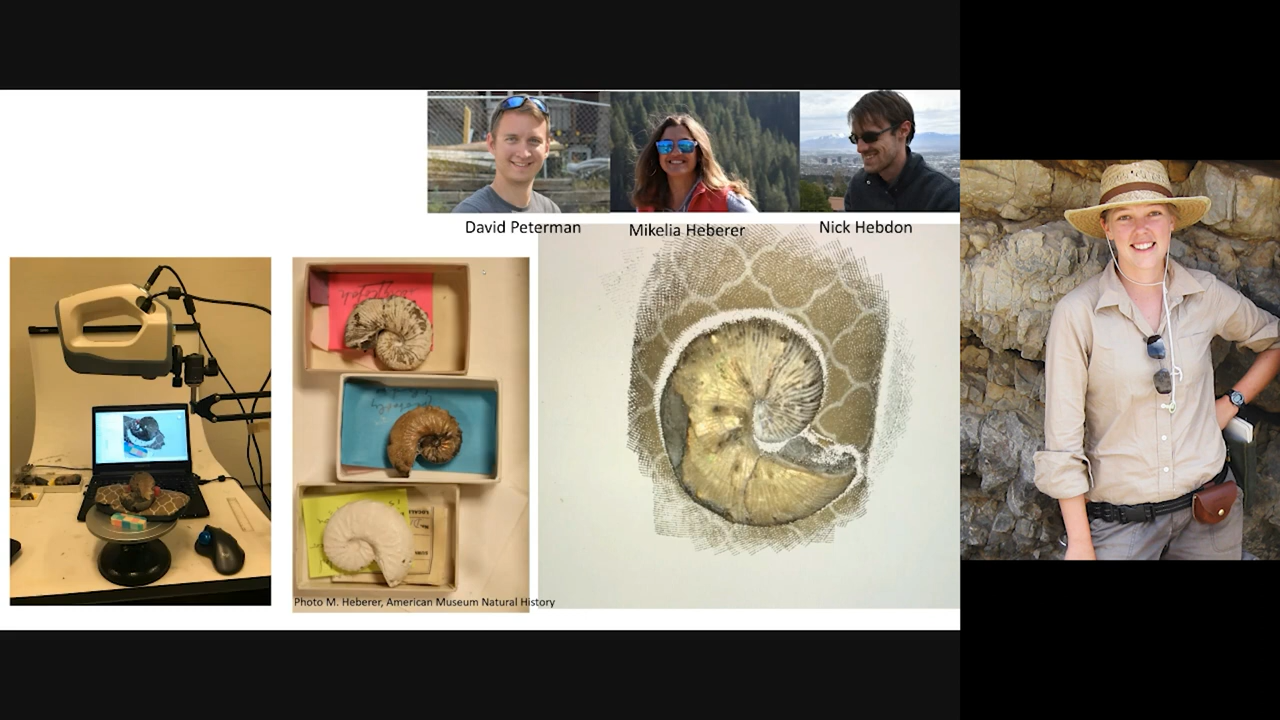 David Peterman
Mikelia Heberer
Nick Hebdon
Photo M. Heberer, American Museum Natural History